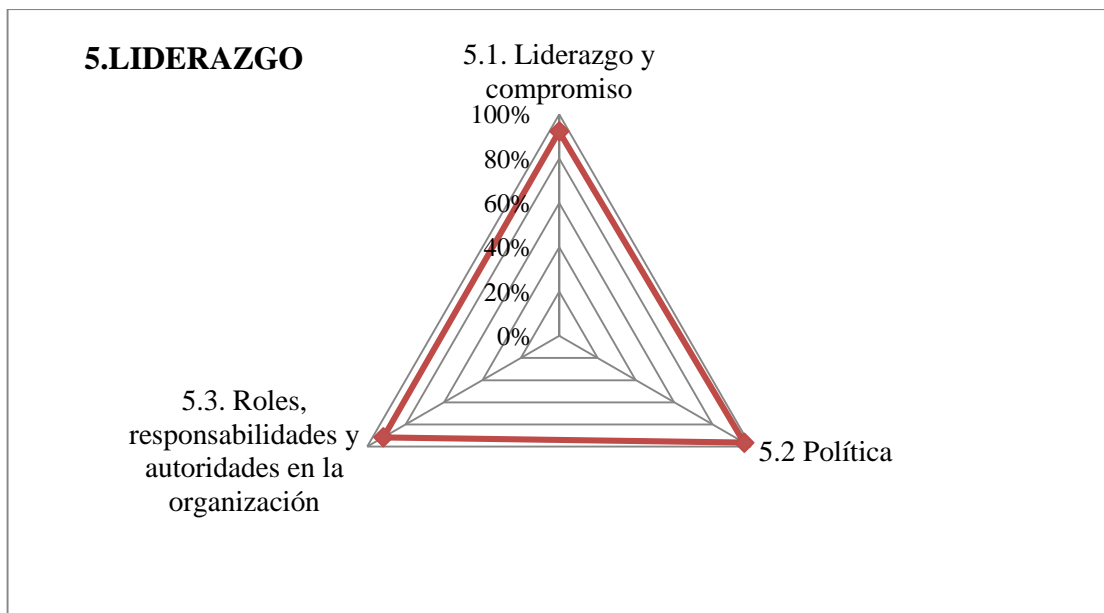 5.LIDERAZGO
5.1. Liderazgo y
compromiso
100%
80%
60%
40%
20%
0%
5.2 Política
5.3. Roles,
responsabilidades y
autoridades en la
organización